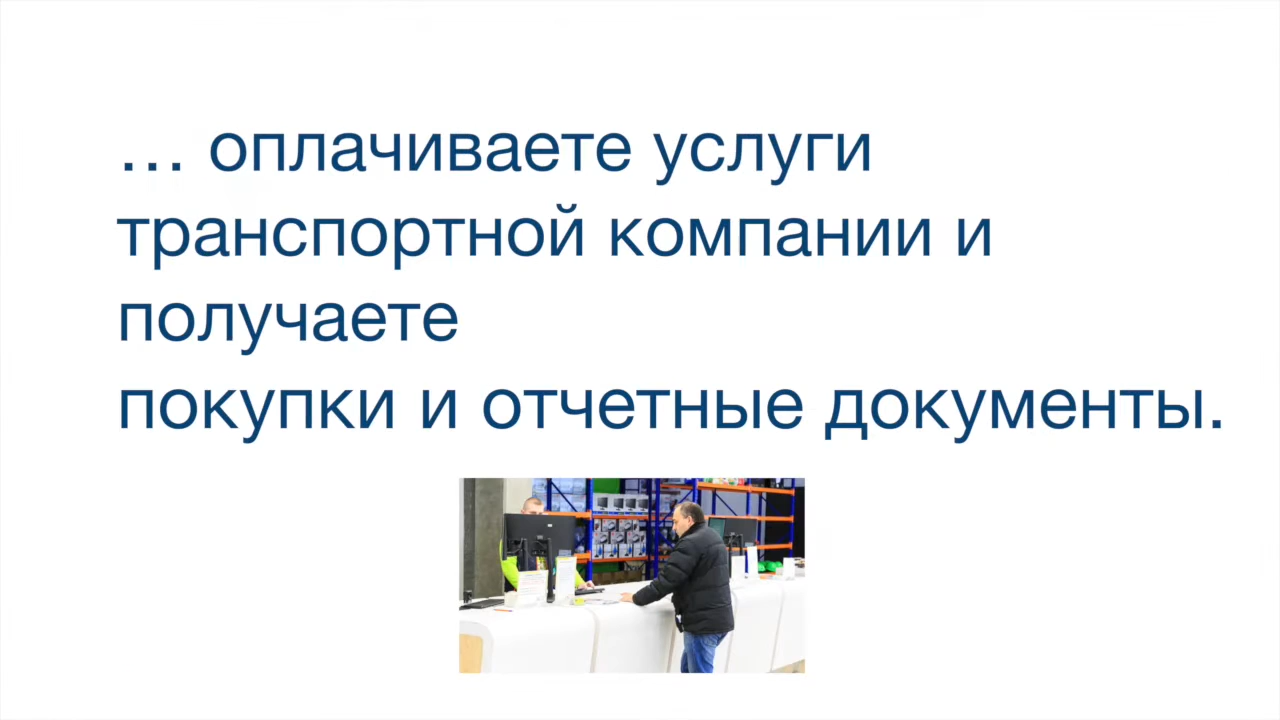 … оплачиваете услуги
транспортной компании и
получаете
покупки и отчетные документы.